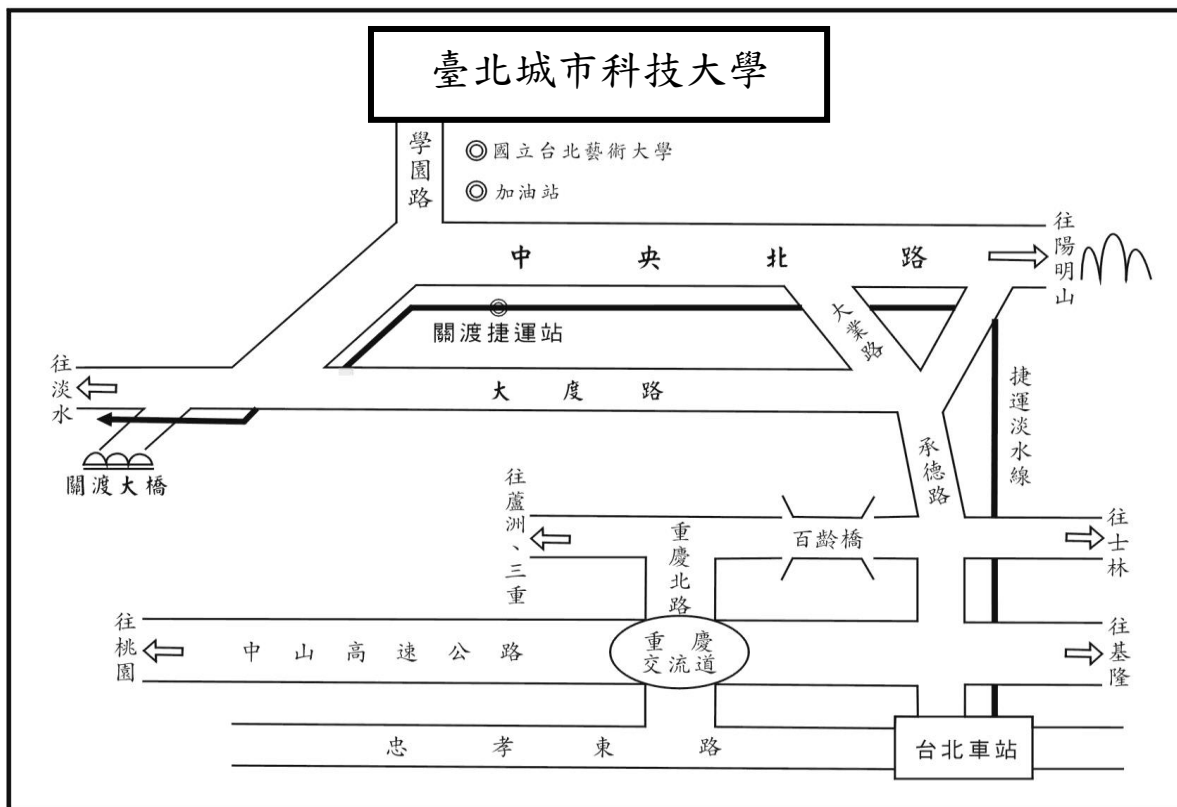 臺北城市科技大學
學園路
國立台北藝術大學
加油站
中央北路
往陽明山
關渡捷運站
大業路
往淡水
大度路
捷運淡水線
關渡大橋
承德路
往蘆洲、三重
重慶北路
百齡橋
往士林
往桃園
中山高速公路
重慶
交流道
往基隆
忠孝東路
台北車站